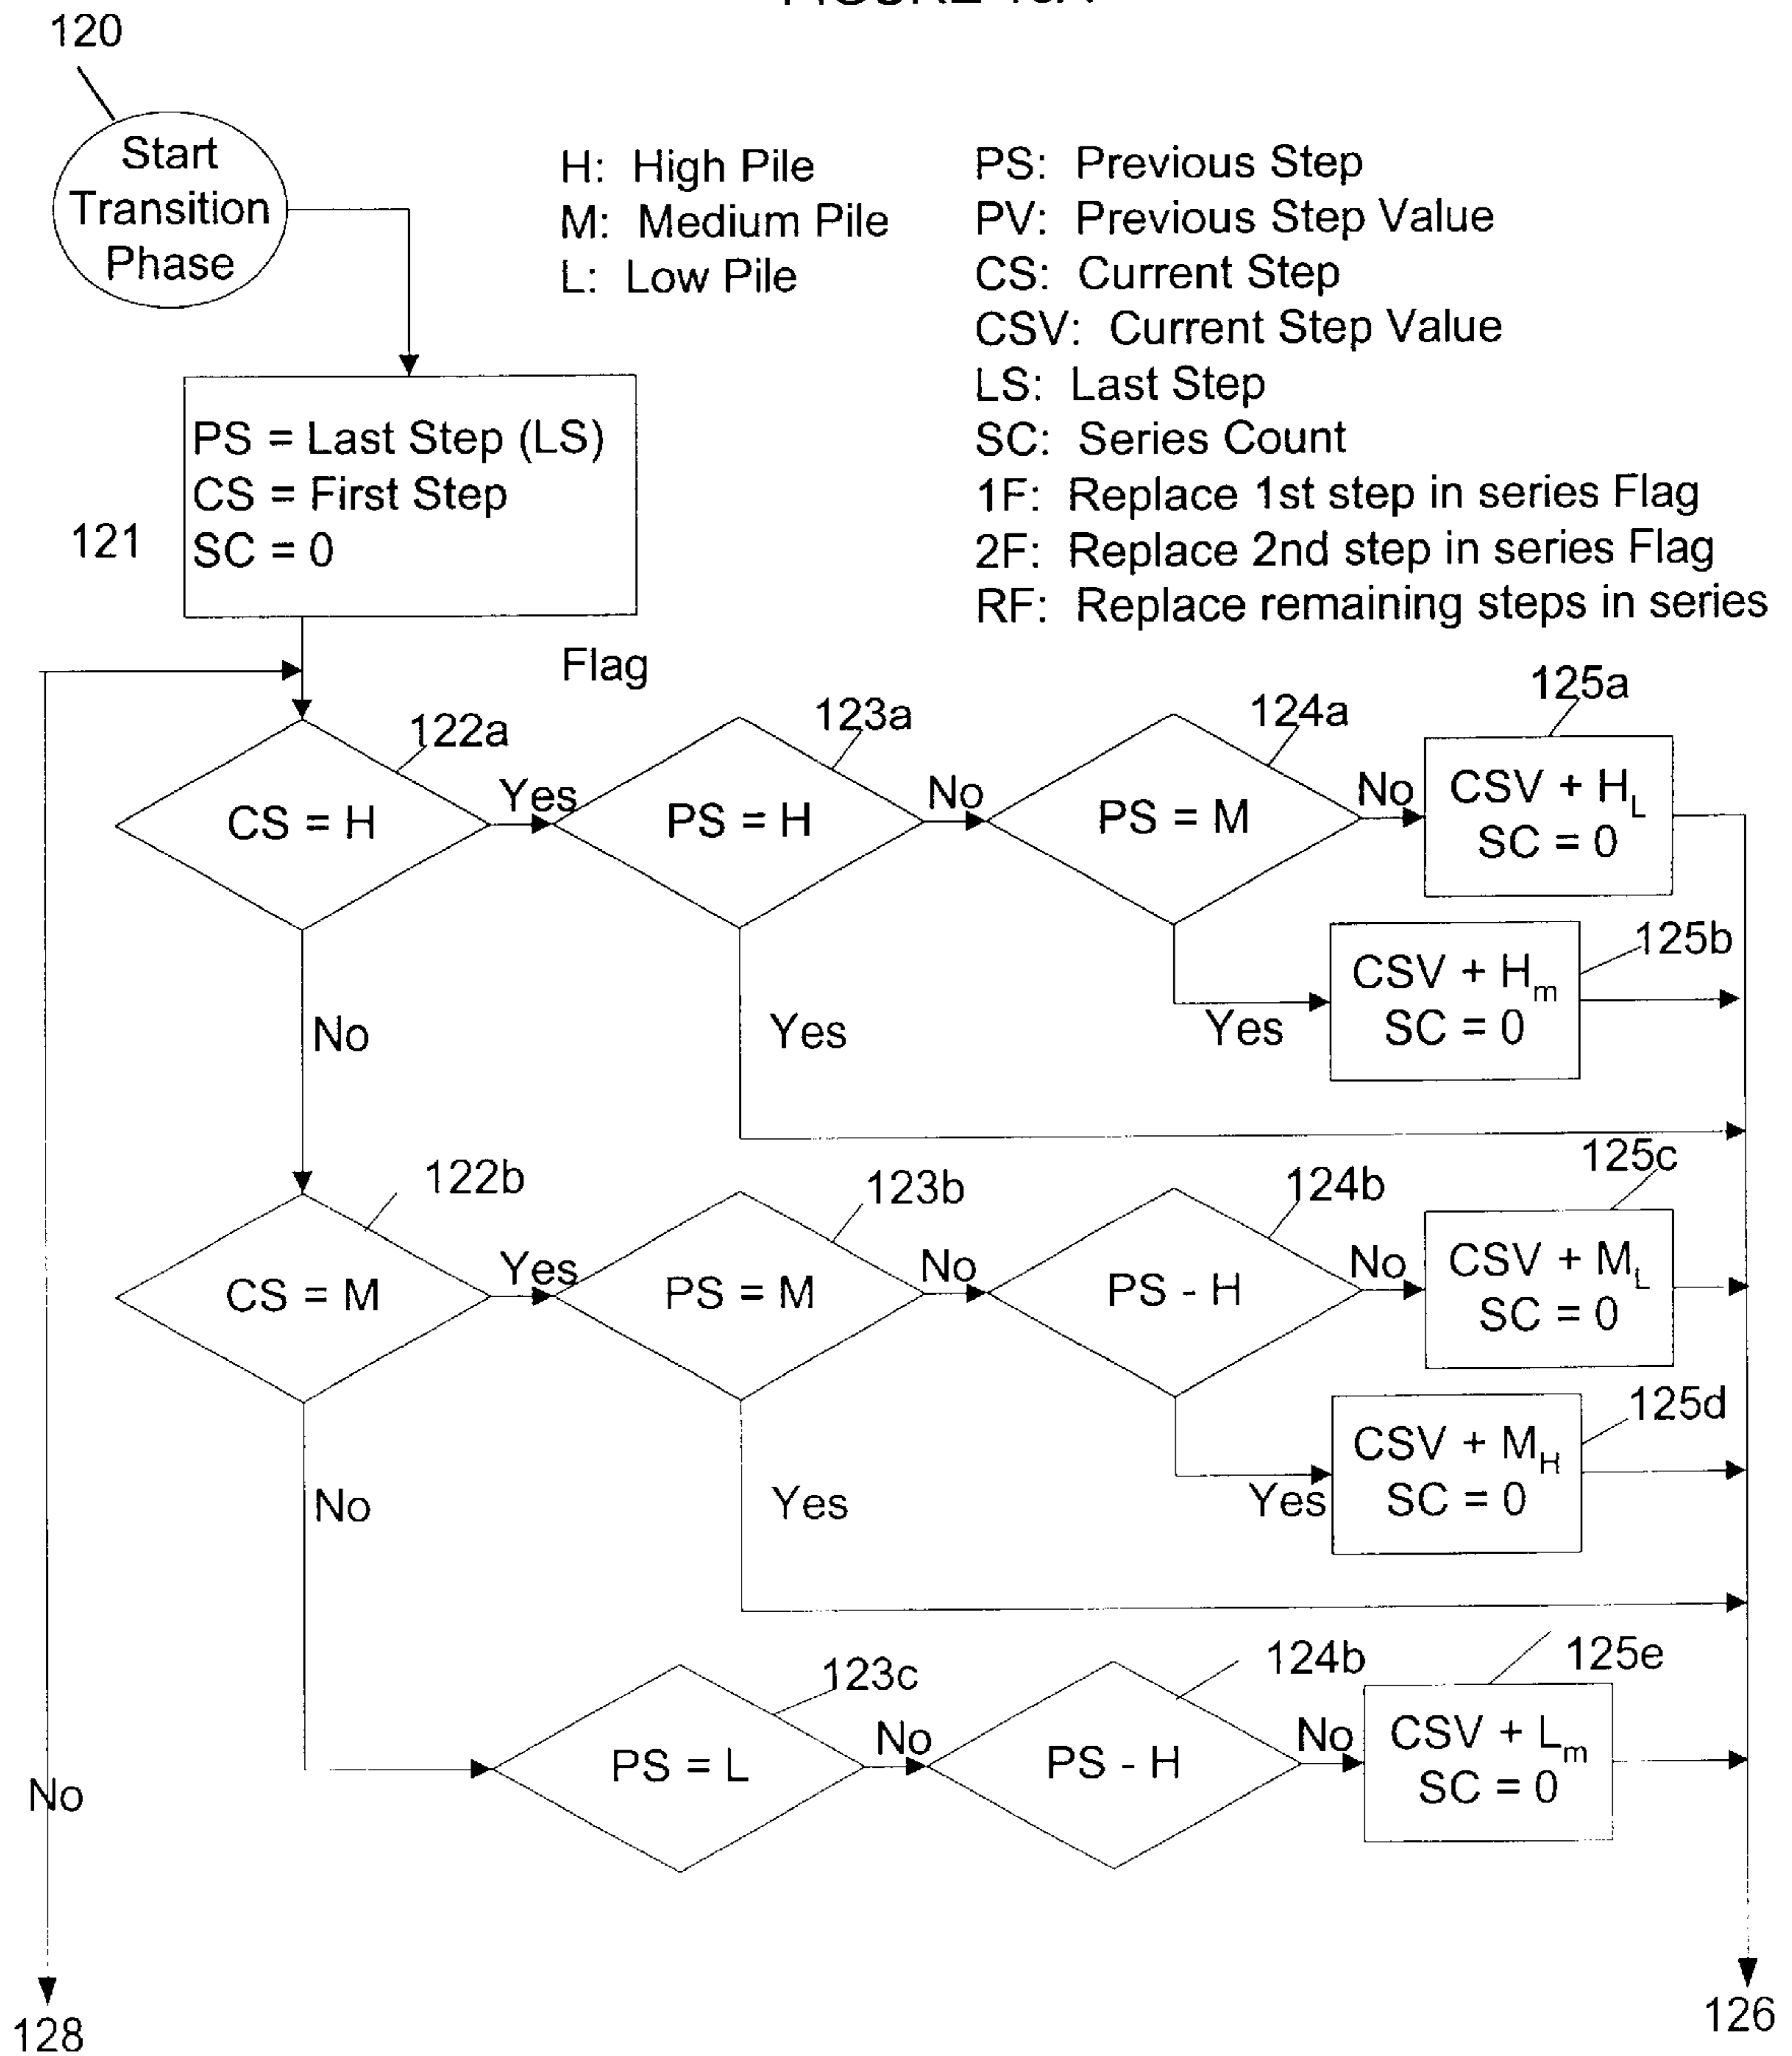 120
Start
Transition
Phase
H: High Pile
M: Medium Pile
L: Low Pile
PS: Previous Step
PV: Previous Step Value
CS: Current Step
CSV: Current Step Value
LS: Last Step
SC: Series Count
1F: Replace 1st step in series Flag
2F: Replace 2nd step in series Flag
RF: Replace remaining steps in series
Flag
121
PS = Last Step (LS)
CS = First Step
SC = 0
122a
CS = H
Yes
123a
PS = H
No
124a
PS = M
No
125a
CSV + H_L
SC = 0
125b
CSV + H_m
SC = 0
No
Yes
Yes
122b
CS = M
Yes
123b
PS = M
No
124b
PS - H
No
125c
CSV + M_L
SC = 0
125d
CSV + M_H
SC = 0
No
Yes
Yes
123c
PS = L
No
124b
PS - H
No
125e
CSV + L_m
SC = 0
No
128
126